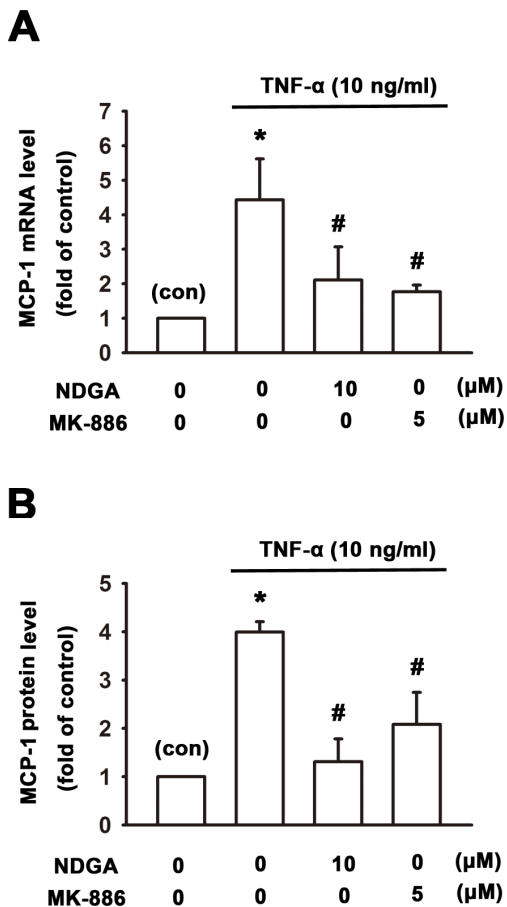 A
TNF-α (10 ng/ml)
MCP-1 mRNA level
(fold of control)
7
6
5
4
3
2
1
0
*
#
#
(con)
NDGA 0 0 10 0 (µM)
MK-886 0 0 0 5 (µM)
B
TNF-α (10 ng/ml)
MCP-1 protein level
(fold of control)
5
4
3
2
1
0
*
#
#
(con)
NDGA 0 0 10 0 (µM)
MK-886 0 0 0 5 (µM)